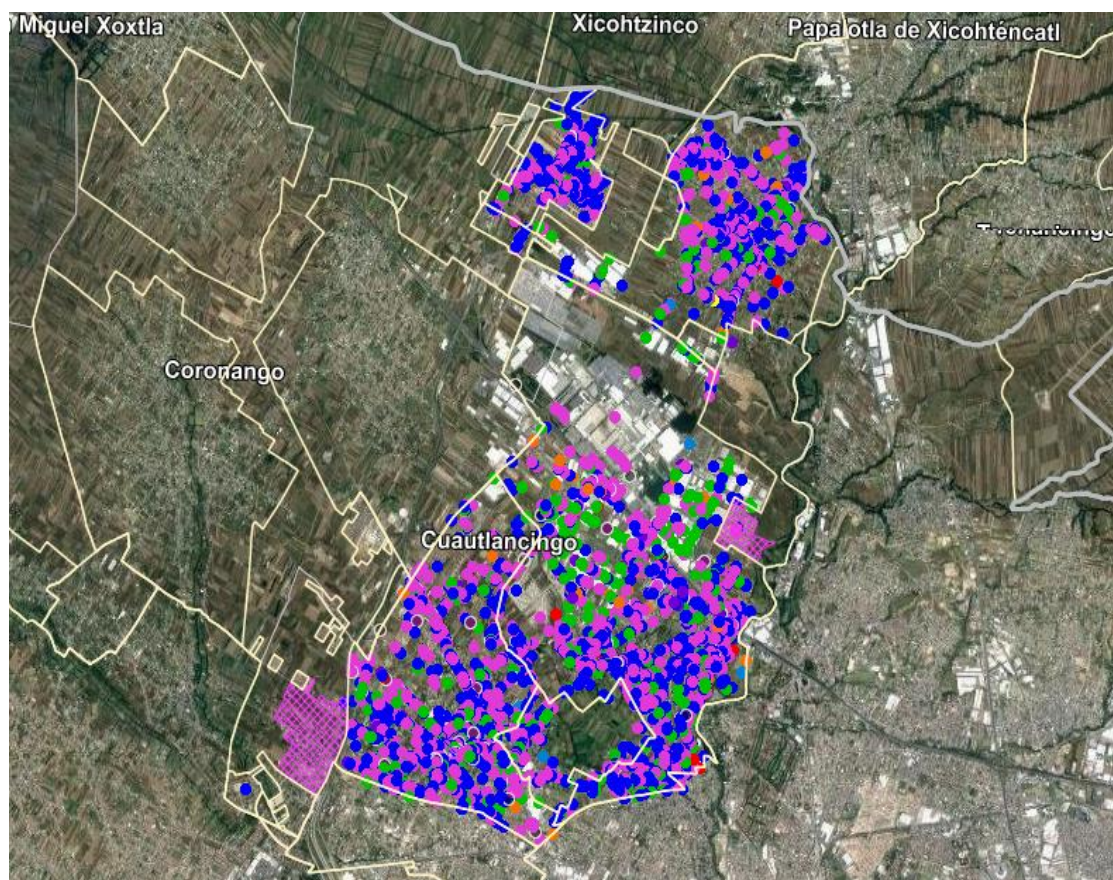 Miguel Xoxtla
Xicohtzinco
Papalotla de Xicohténcatl
Coronango
Cuautlancingo